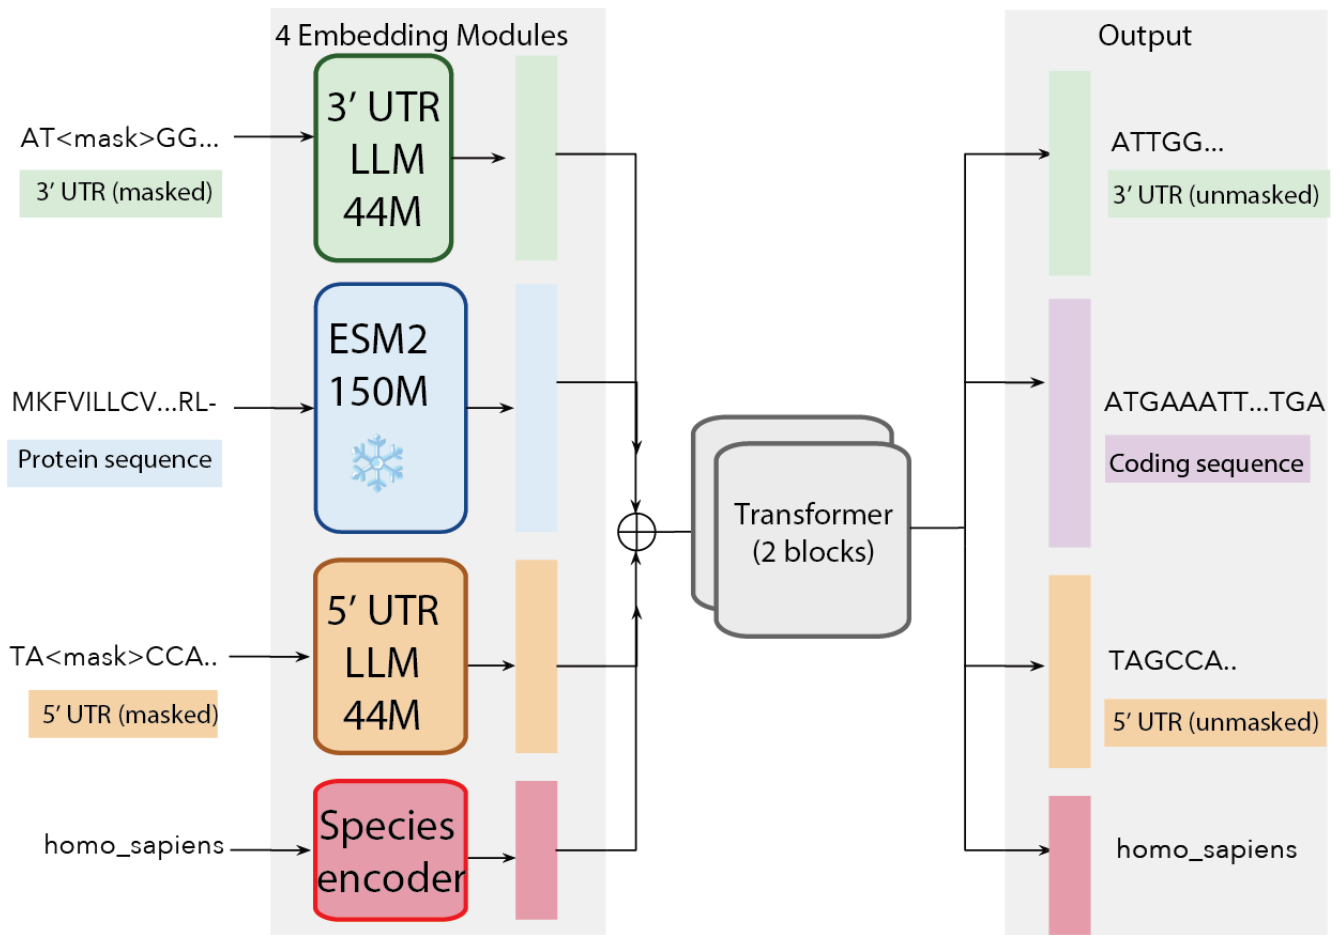 4 Embedding Modules
Output
AT<mask>GG...
3' UTR (masked)
3' UTR
LLM
44M
ATTGG...
3' UTR (unmasked)
MKFVILLCV...RL-
Protein sequence
ESM2
150M
Transformer
(2 blocks)
ATGAAATT...TGA
Coding sequence
TA<mask>CCA..
5' UTR (masked)
5' UTR
LLM
44M
TAGCCA..
5' UTR (unmasked)
homo_sapiens
Species
encoder
homo_sapiens